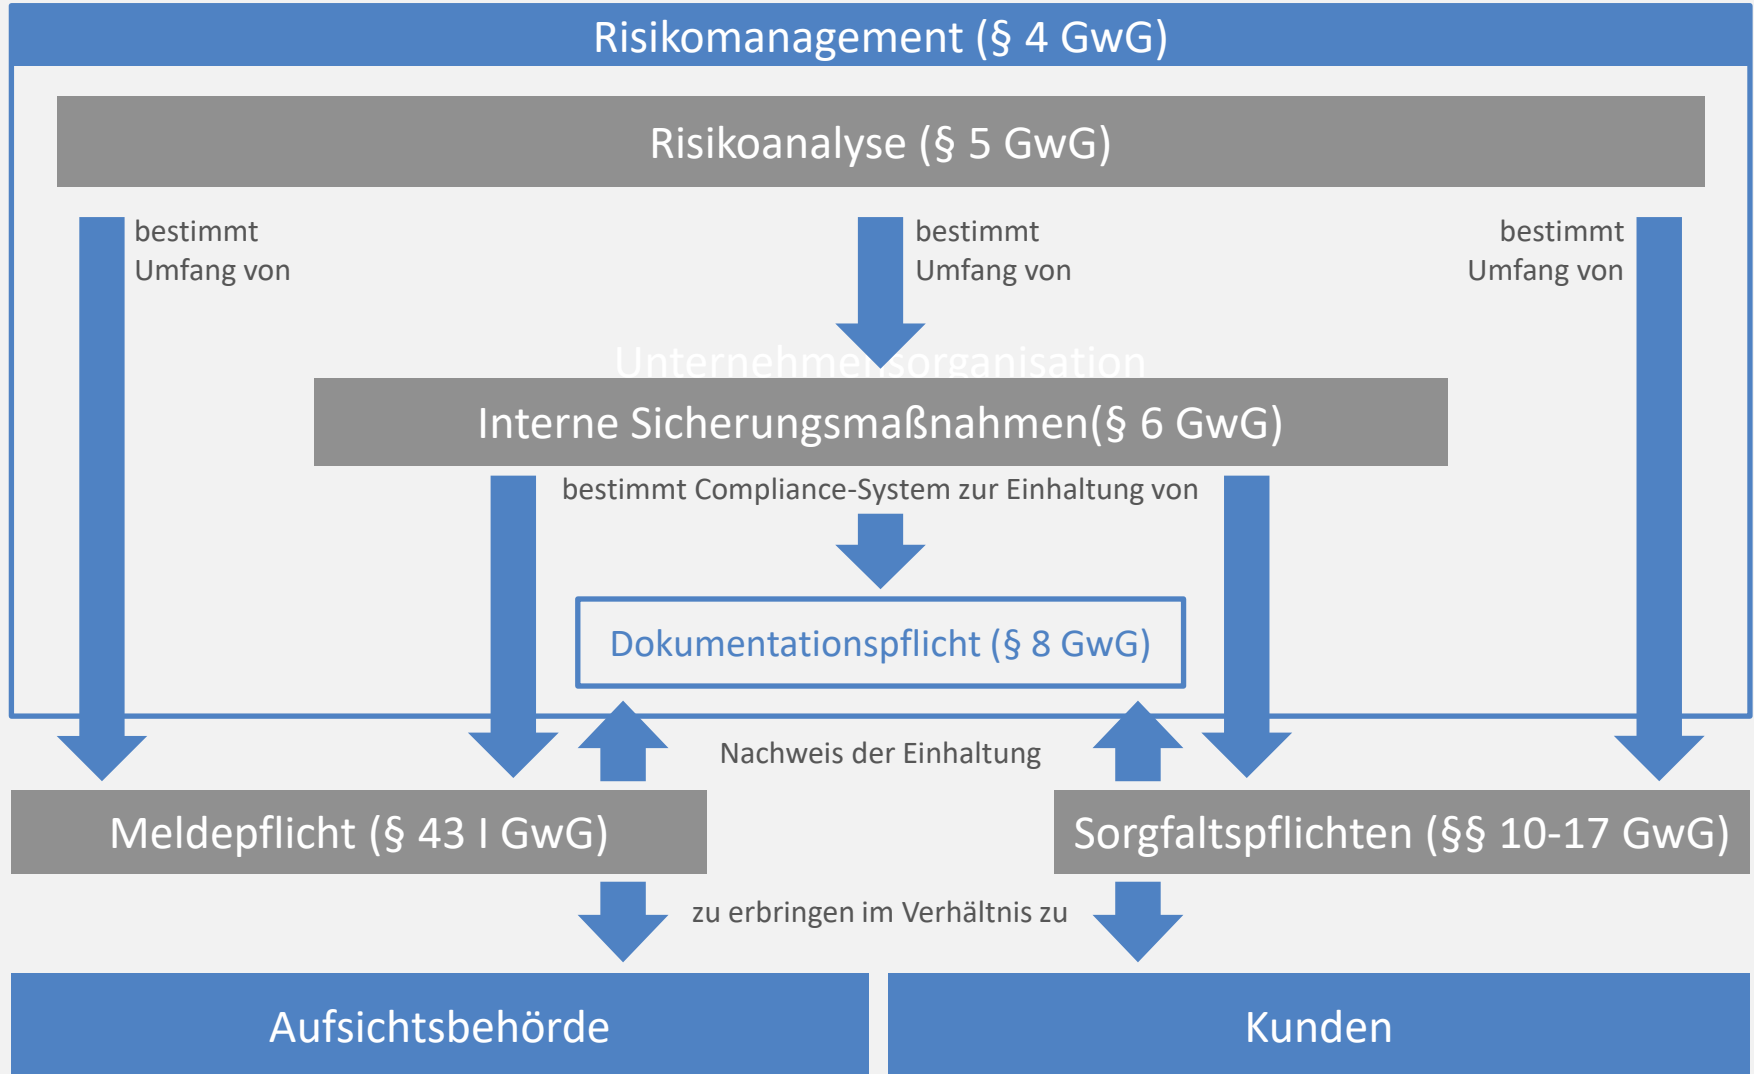 Risikomanagement (§ 4 GwG)
Risikoanalyse (§ 5 GwG)
bestimmt
Umfang von
bestimmt
Umfang von
bestimmt
Umfang von
Unternehmensorganisation
Interne Sicherungsmaßnahmen(§ 6 GwG)
bestimmt Compliance-System zur Einhaltung von
Dokumentationspflicht (§ 8 GwG)
Nachweis der Einhaltung
Meldepflicht (§ 43 I GwG)
Sorgfaltspflichten (§§ 10-17 GwG)
zu erbringen im Verhältnis zu
Aufsichtsbehörde
Kunden